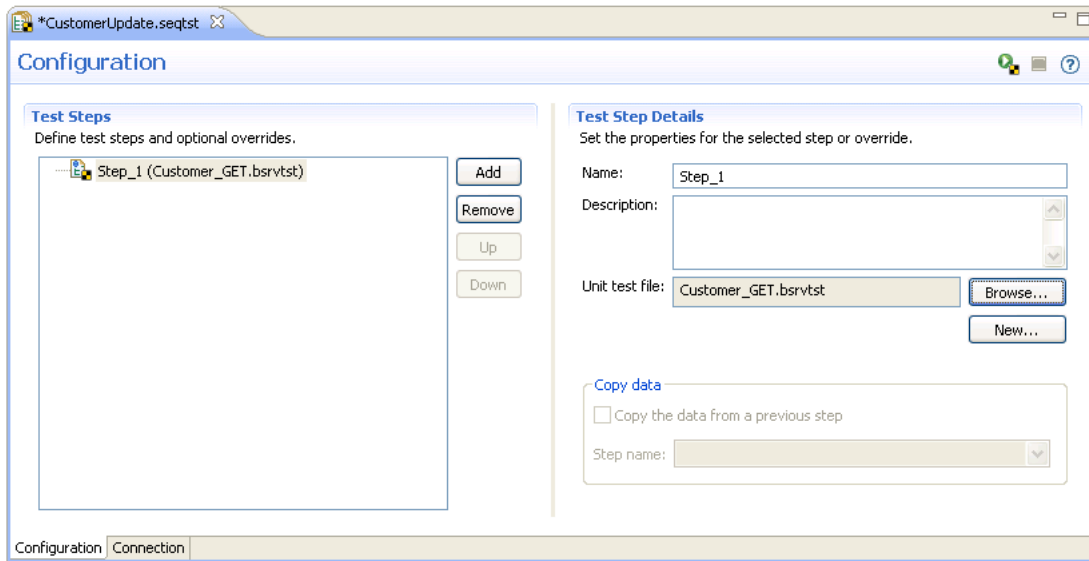 *CustomerUpdate.seqtst
Configuration
Test Steps
Define test steps and optional overrides.
Step_1 (Customer_GET.bsrvtst)
Add
Remove
Up
Down
Test Step Details
Set the properties for the selected step or override.
Name: Step_1
Description:
Unit test file: Customer_GET.bsrvtst Browse...
New...
Copy data
Copy the data from a previous step
Step name:
Configuration Connection